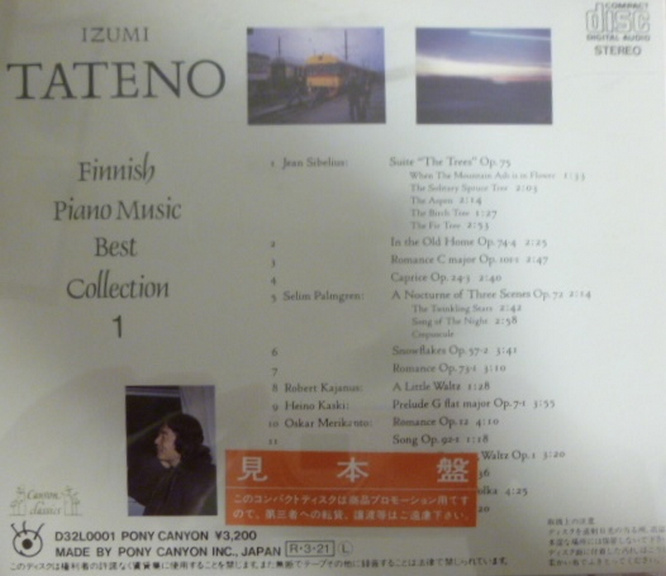 IZUMI
TATENO
COMPACT
disc
DIGITAL AUDIO
STEREO
Finnish
Piano Music
Best
Collection
1
1 Jean Sibelius: Suite "The Trees" Op.75
When The Mountain Ash is in Flower 1:33
The Solitary Spruce Tree 2:03
The Aspen 2:14
The Birch Tree 1:27
The Fir Tree 2:53
2 In the Old Home Op.74-4 2:25
3 Romance C major Op. 2:47
4 Caprice Op.24-3 2:40
5 Selim Palmgren: A Nocturne of Three Scenes Op.72 2:14
The Twinkling Stars 2:42
Song of The Night 2:58
Crepuscule
6 Snowflakes Op.57-2 3:41
7 Romance Op.73-1 3:10
8 Robert Kajanus: A Little Waltz 1:28
9 Heino Kaski: Prelude G flat major Op.7-1 3:55
10 Oskar Merikanto: Romance Op.12 4:10
11 Song Op.92-1 1:18
Waltz Op.1 3:20
36
olka 4:25
20
見本盤
このコンパクトディスクは商品プロモーション用ですので、第三者への転貸、譲渡等はご遠慮下さい。
Canyon
classics
D32L0001 PONY CANYON ¥3,200
MADE BY PONY CANYON INC., JAPAN R-3-21 L
このディスクは権利者の許諾なく賃貸業に使用することを禁じます。また無断でテープその他に録音することは法律で禁じられています。